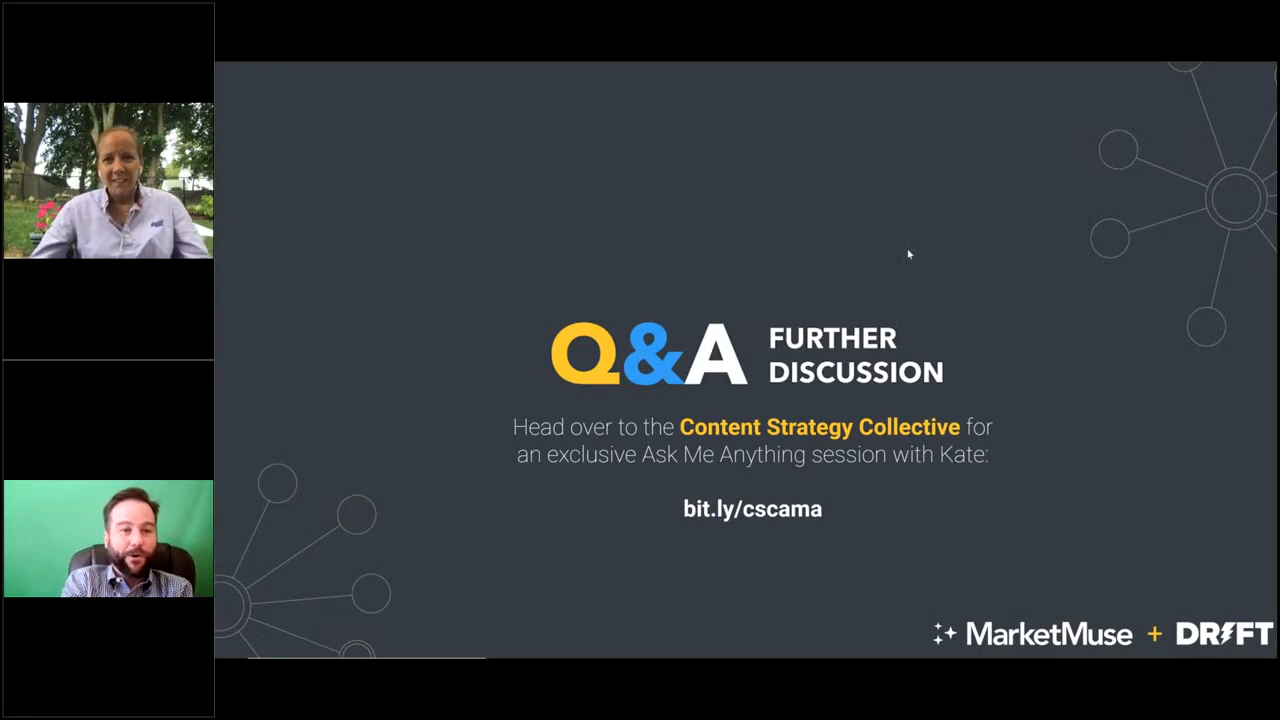 Q&A FURTHER
DISCUSSION
Head over to the Content Strategy Collective for
an exclusive Ask Me Anything session with Kate:
bit.ly/cscama
MarketMuse + DRIFT